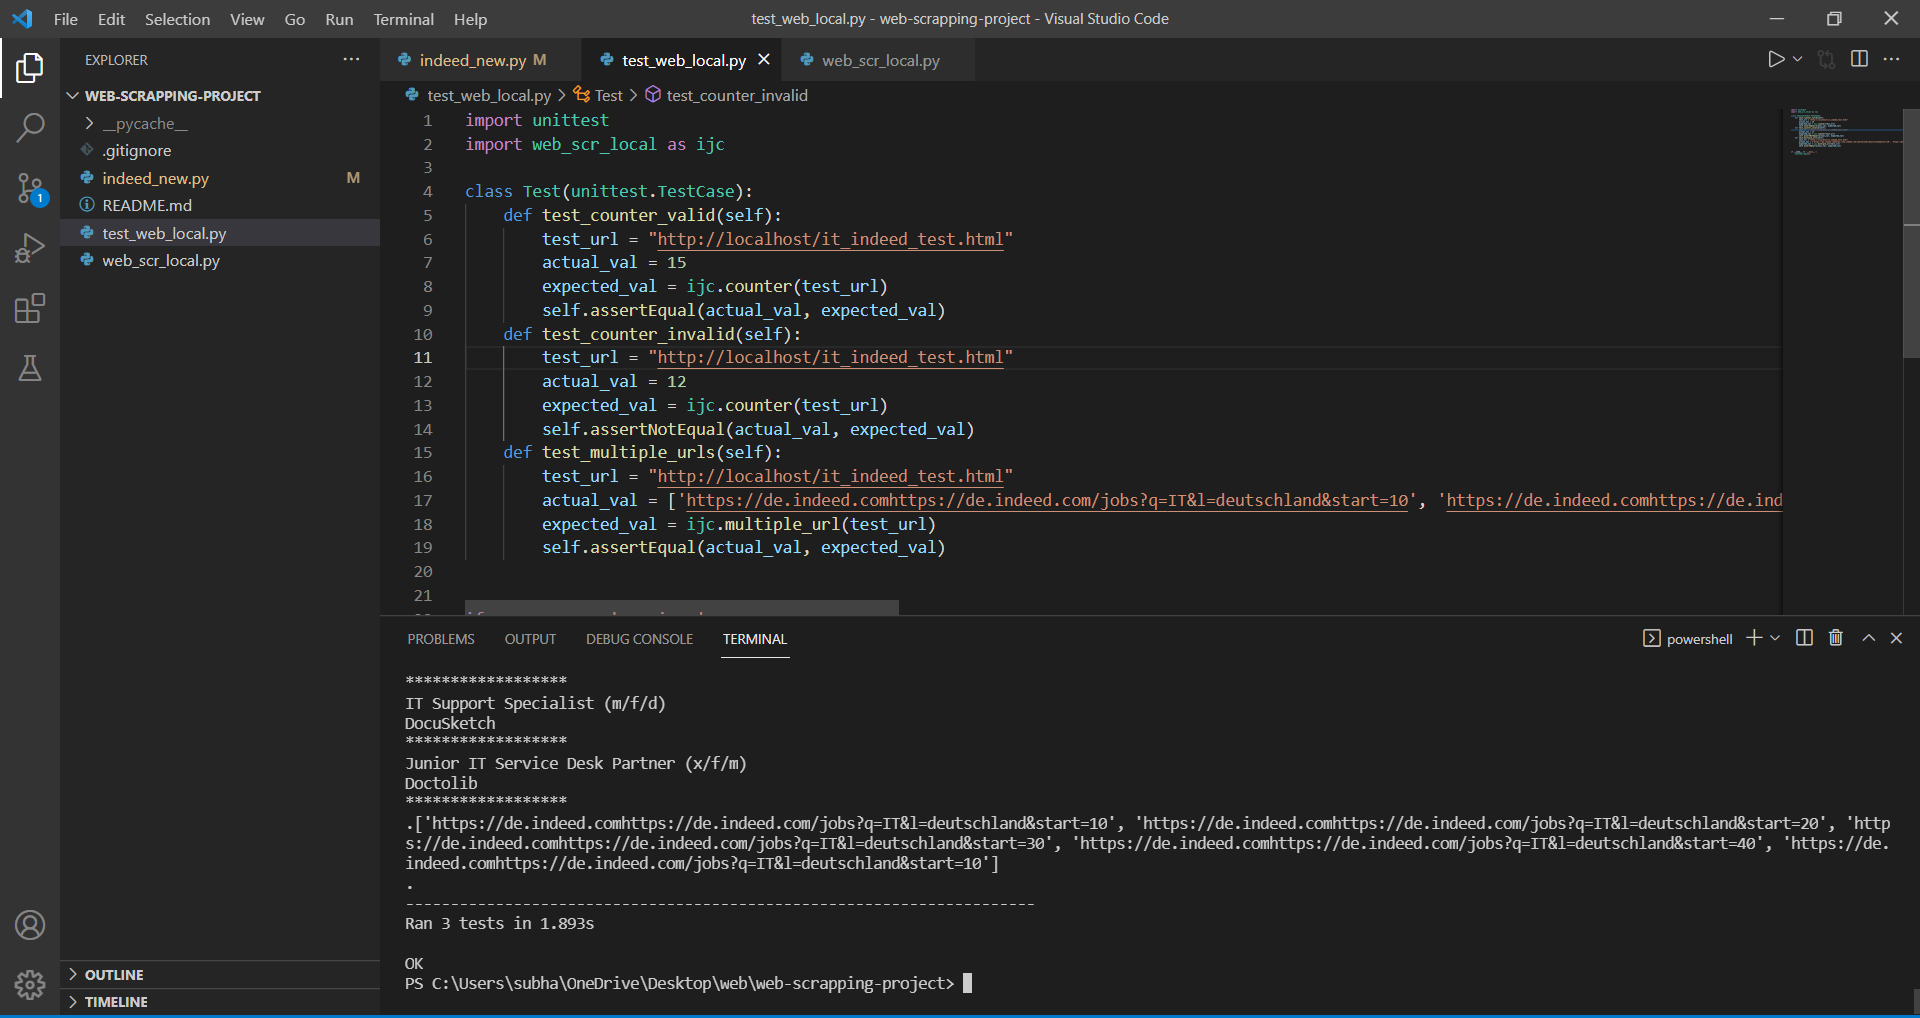 File Edit Selection View Go Run Terminal Help
test_web_local.py - web-scrapping-project - Visual Studio Code
EXPLORER
WEB-SCRAPPING-PROJECT
__pycache__
.gitignore
indeed_new.py M
README.md
test_web_local.py
web_scr_local.py
OUTLINE
TIMELINE
1
indeed_new.py M
test_web_local.py
web_scr_local.py
test_web_local.py > Test > test_counter_invalid
1 import unittest
2 import web_scr_local as ijc
3
4 class Test(unittest.TestCase):
5 def test_counter_valid(self):
6 test_url = "http://localhost/it_indeed_test.html"
7 actual_val = 15
8 expected_val = ijc.counter(test_url)
9 self.assertEqual(actual_val, expected_val)
10 def test_counter_invalid(self):
11 test_url = "http://localhost/it_indeed_test.html"
12 actual_val = 12
13 expected_val = ijc.counter(test_url)
14 self.assertNotEqual(actual_val, expected_val)
15 def test_multiple_urls(self):
16 test_url = "http://localhost/it_indeed_test.html"
17 actual_val = ['https://de.indeed.comhttps://de.indeed.com/jobs?q=IT&l=deutschland&start=10', 'https://de.indeed.comhttps://de.ind
18 expected_val = ijc.multiple_url(test_url)
19 self.assertEqual(actual_val, expected_val)
20
21
PROBLEMS OUTPUT DEBUG CONSOLE TERMINAL
powershell
******************
IT Support Specialist (m/f/d)
DocuSketch
******************
Junior IT Service Desk Partner (x/f/m)
Doctolib
******************
.['https://de.indeed.comhttps://de.indeed.com/jobs?q=IT&l=deutschland&start=10', 'https://de.indeed.comhttps://de.indeed.com/jobs?q=IT&l=deutschland&start=20', 'http
s://de.indeed.comhttps://de.indeed.com/jobs?q=IT&l=deutschland&start=30', 'https://de.indeed.comhttps://de.indeed.com/jobs?q=IT&l=deutschland&start=40', 'https://de.
indeed.comhttps://de.indeed.com/jobs?q=IT&l=deutschland&start=10']
.
----------------------------------------------------------------------
Ran 3 tests in 1.893s
OK
PS C:\Users\subha\OneDrive\Desktop\web\web-scrapping-project>